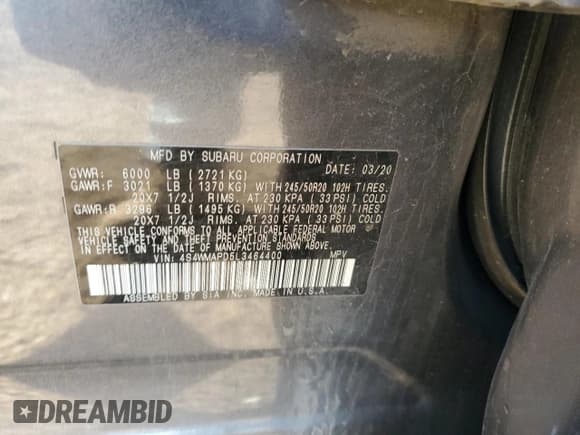 MFD BY SUBARU CORPORATION 03/20
GVWR: 6000 LB (2721 KG)
GAWR:F 3021 LB (1370 KG) WITH 245/50R20 102H TIRES.
20X7 1/2J RIMS. AT 230 KPA (33 PSI) COLD
GAWR:R 3296 LB (1495 KG) WITH 245/50R20 102H TIRES.
20X7 1/2J RIMS. AT 230 KPA (33 PSI) COLD
THIS VEHICLE CONFORMS TO ALL APPLICABLE FEDERAL MOTOR
VEHICLE SAFETY AND THEFT PREVENTION STANDARDS
IN EFFECT ON THE DATE OF MANUFACTURE SHOWN ABOVE.
VIN: 4S4WMAPD5L3464400 MPV
ASSEMBLED BY SIA INC. MADE IN U.S.A.
DREAMBID